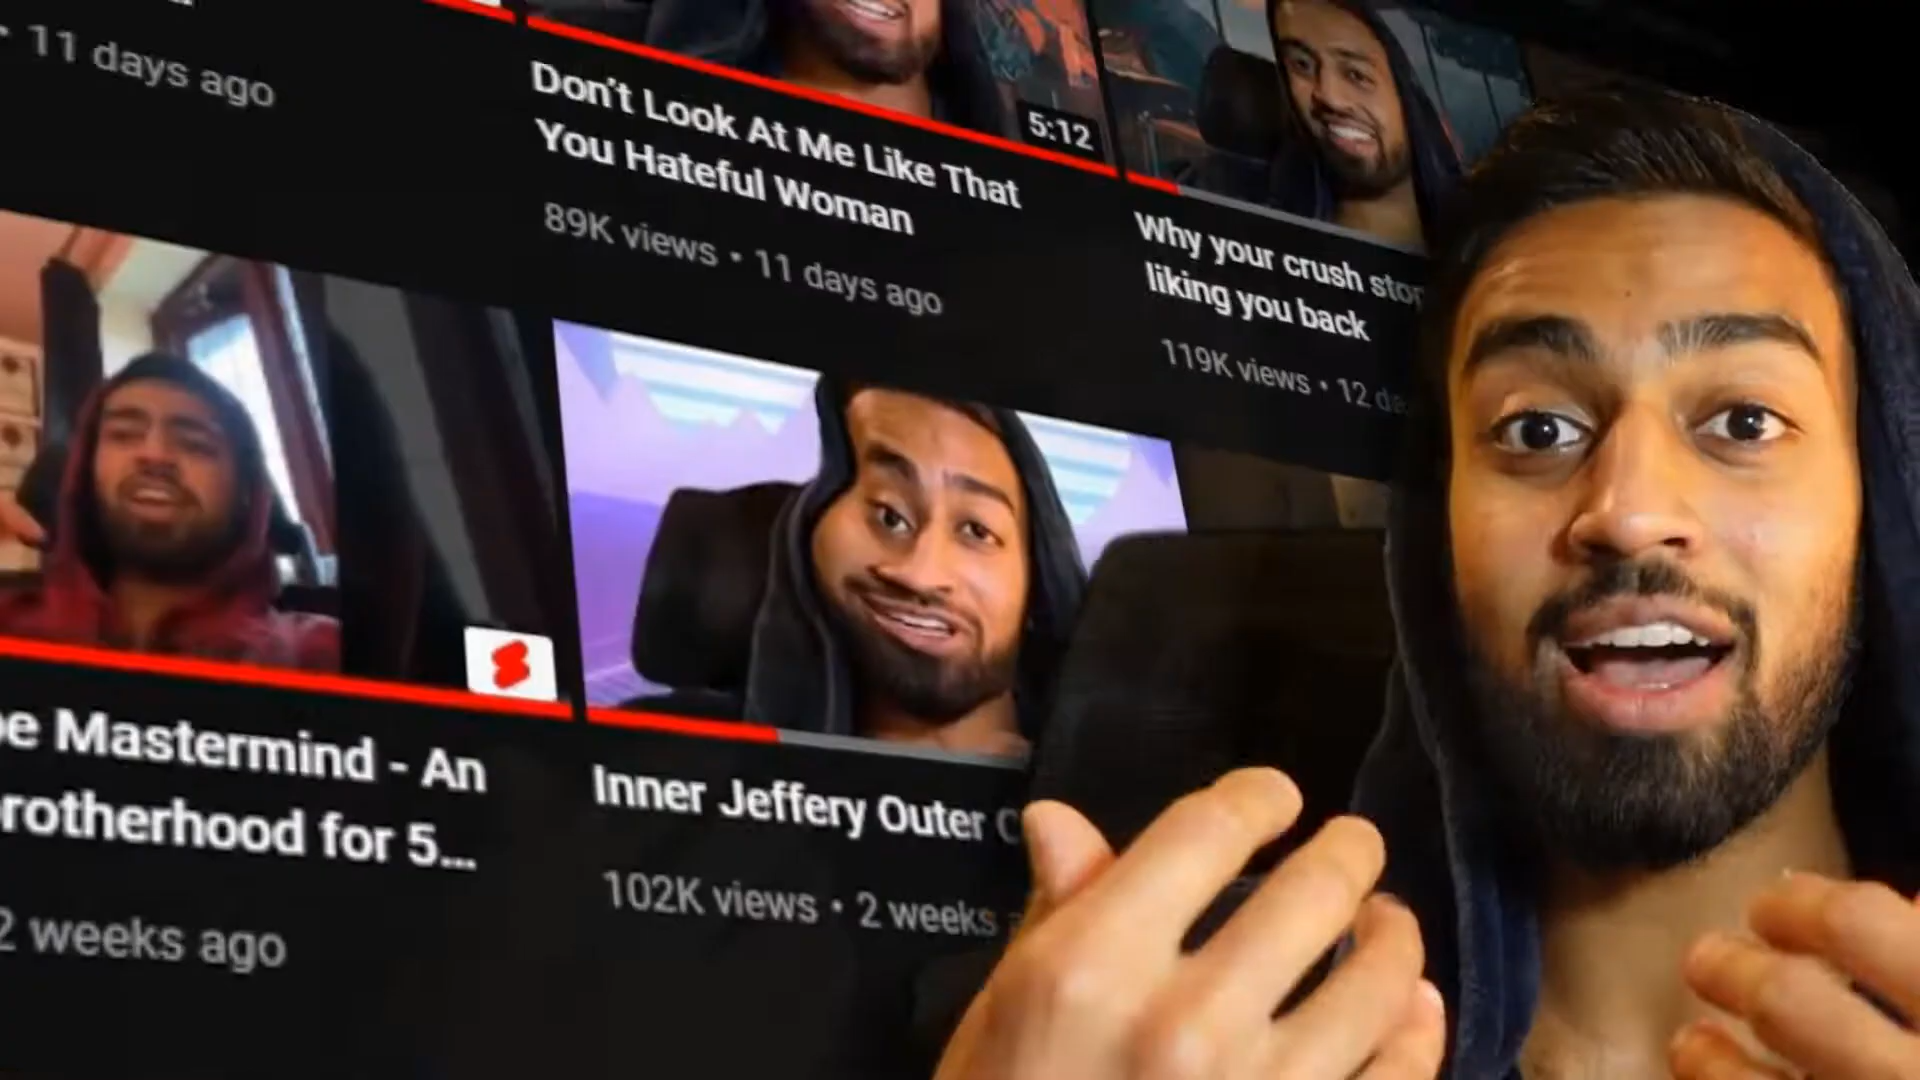 • 11 days ago
5:12
Don't Look At Me Like That
You Hateful Woman
89K views • 11 days ago
Why your crush
liking you back
119K views • 12
Mastermind - An
for 5...
2 weeks ago
Inner Jeffery Outer
102K views • 2 weeks